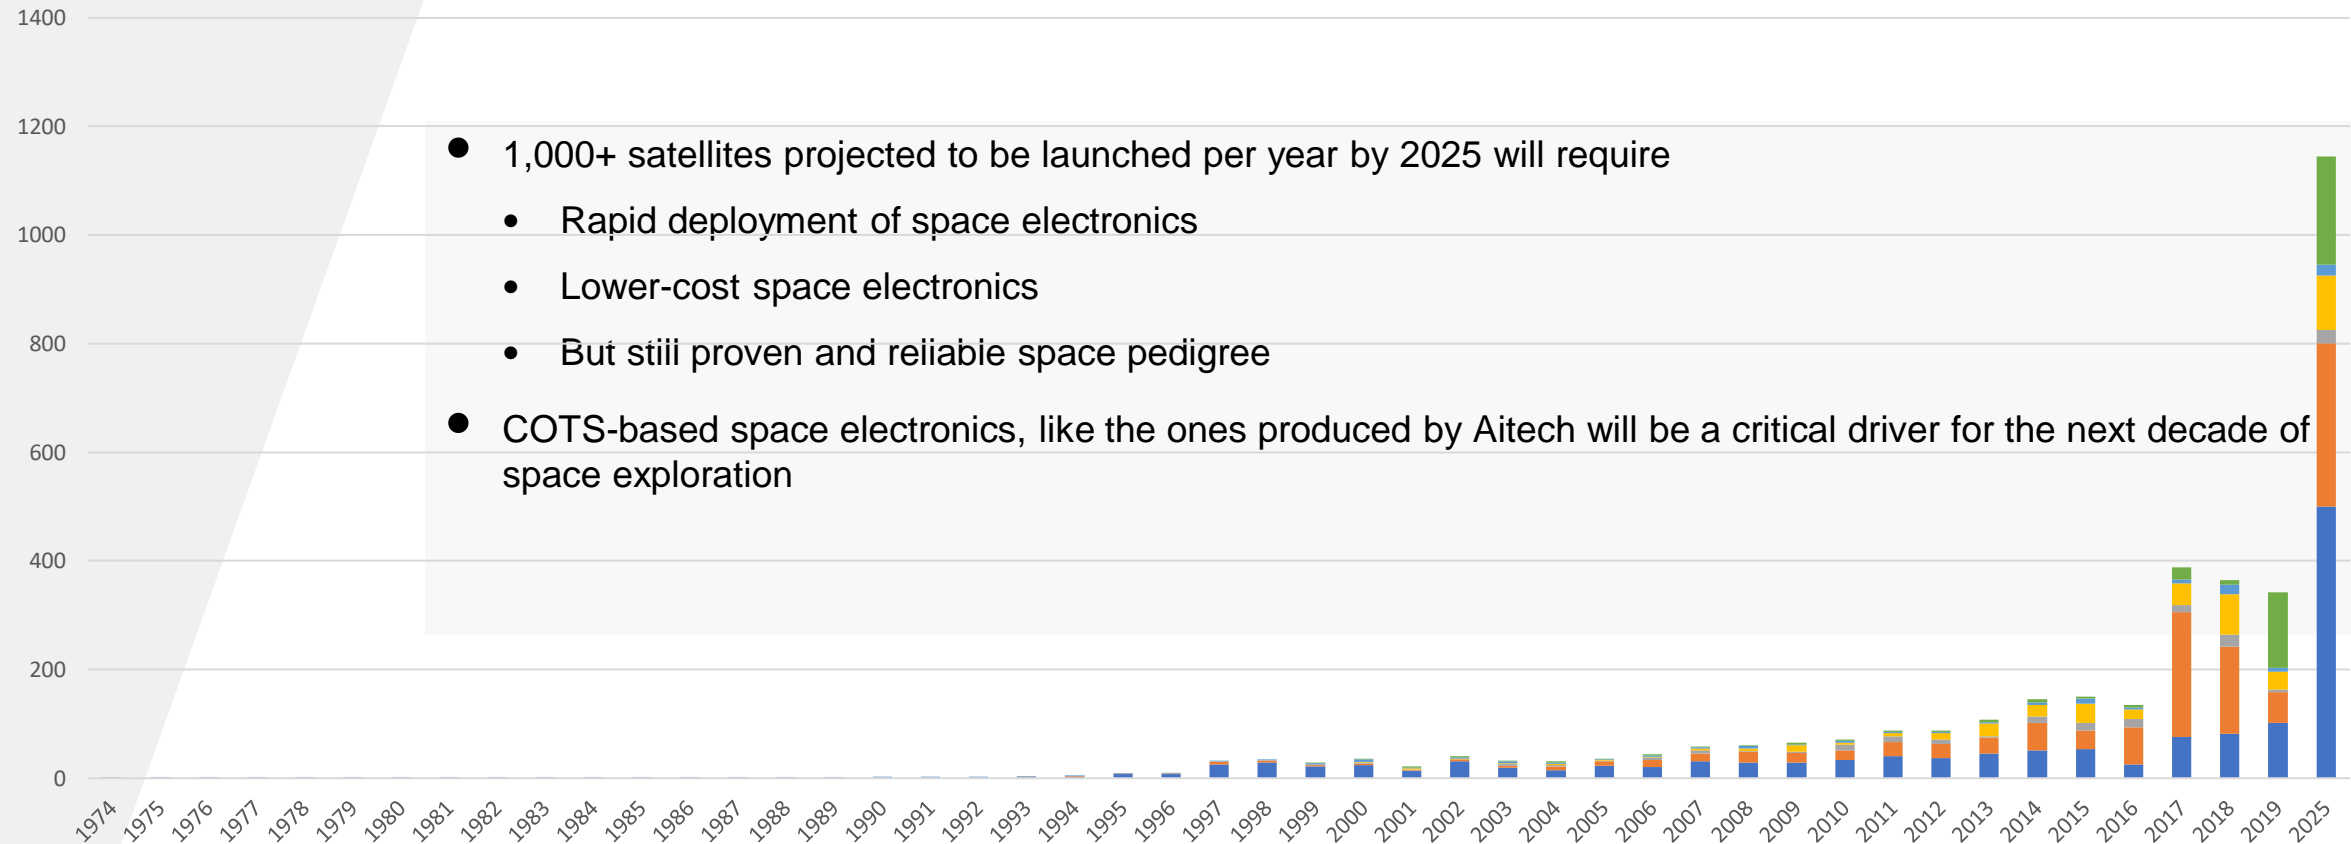 1400
1200
1000
800
600
400
200
0
● 1,000+ satellites projected to be launched per year by 2025 will require
• Rapid deployment of space electronics
• Lower-cost space electronics
• But still proven and reliable space pedigree
● COTS-based space electronics, like the ones produced by Aitech will be a critical driver for the next decade of
space exploration
1974 1975 1976 1977 1978 1979 1980 1981 1982 1983 1984 1985 1986 1987 1988 1989 1990 1991 1992 1993 1994 1995 1996 1997 1998 1999 2000 2001 2002 2003 2004 2005 2006 2007 2008 2009 2010 2011 2012 2013 2014 2015 2016 2017 2018 2019 2025